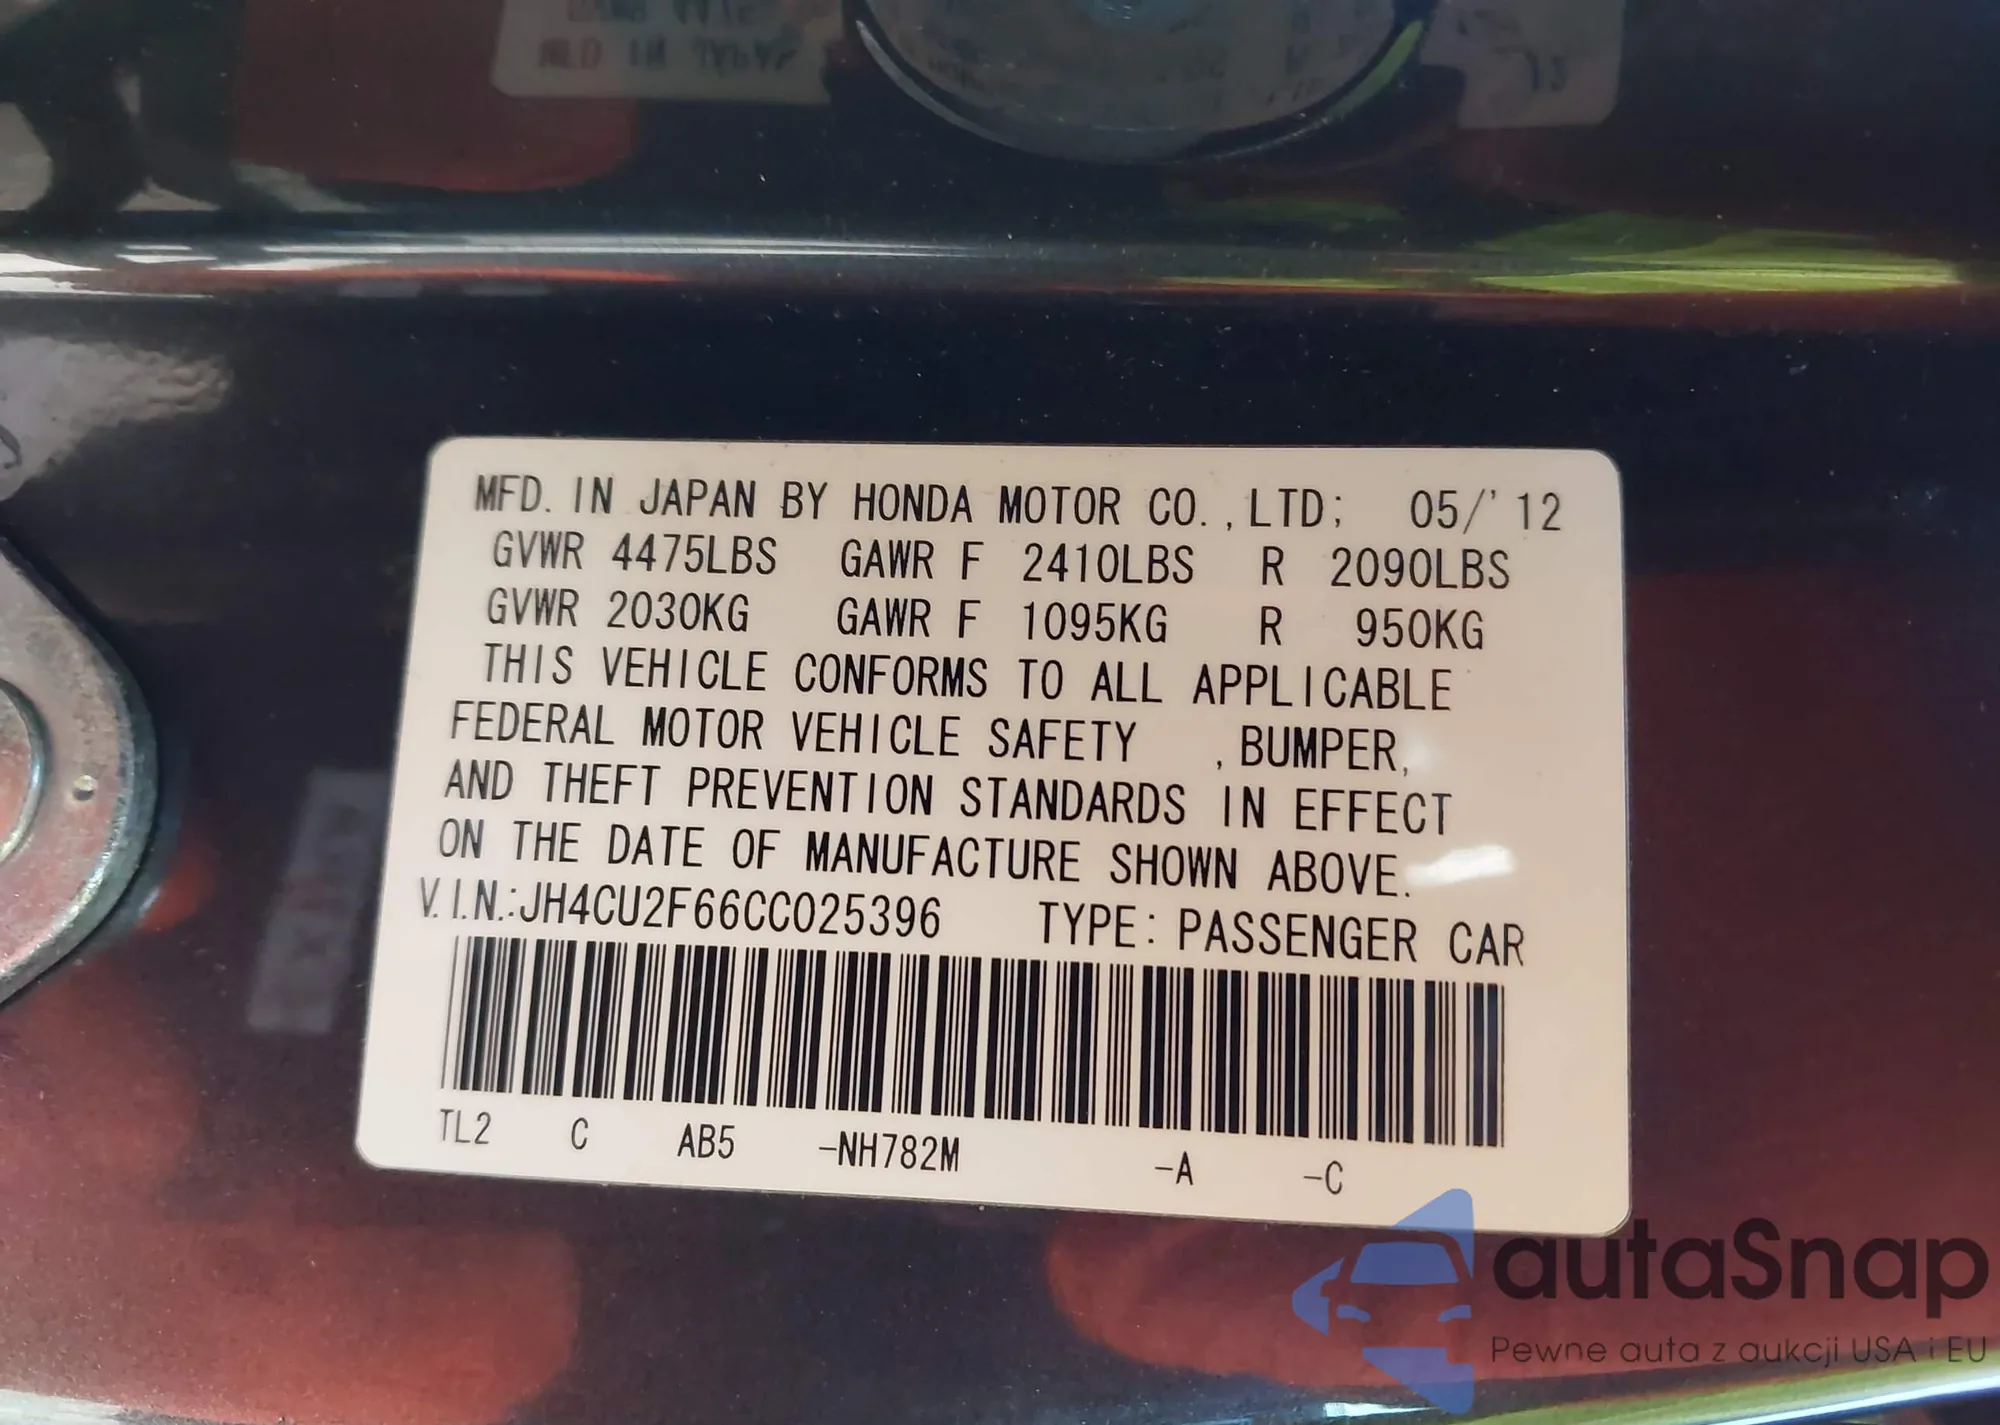 MFD. IN JAPAN BY HONDA MOTOR CO.,LTD; 05/'12
GVWR 4475LBS GAWR F 2410LBS R 2090LBS
GVWR 2030KG GAWR F 1095KG R 950KG
THIS VEHICLE CONFORMS TO ALL APPLICABLE
FEDERAL MOTOR VEHICLE SAFETY ,BUMPER,
AND THEFT PREVENTION STANDARDS IN EFFECT
ON THE DATE OF MANUFACTURE SHOWN ABOVE.
V.I.N.:JH4CU2F66CC025396 TYPE: PASSENGER CAR
TL2 C AB5 -NH782M -A -C
autaSnap
Pewne auta z aukcji USA i EU